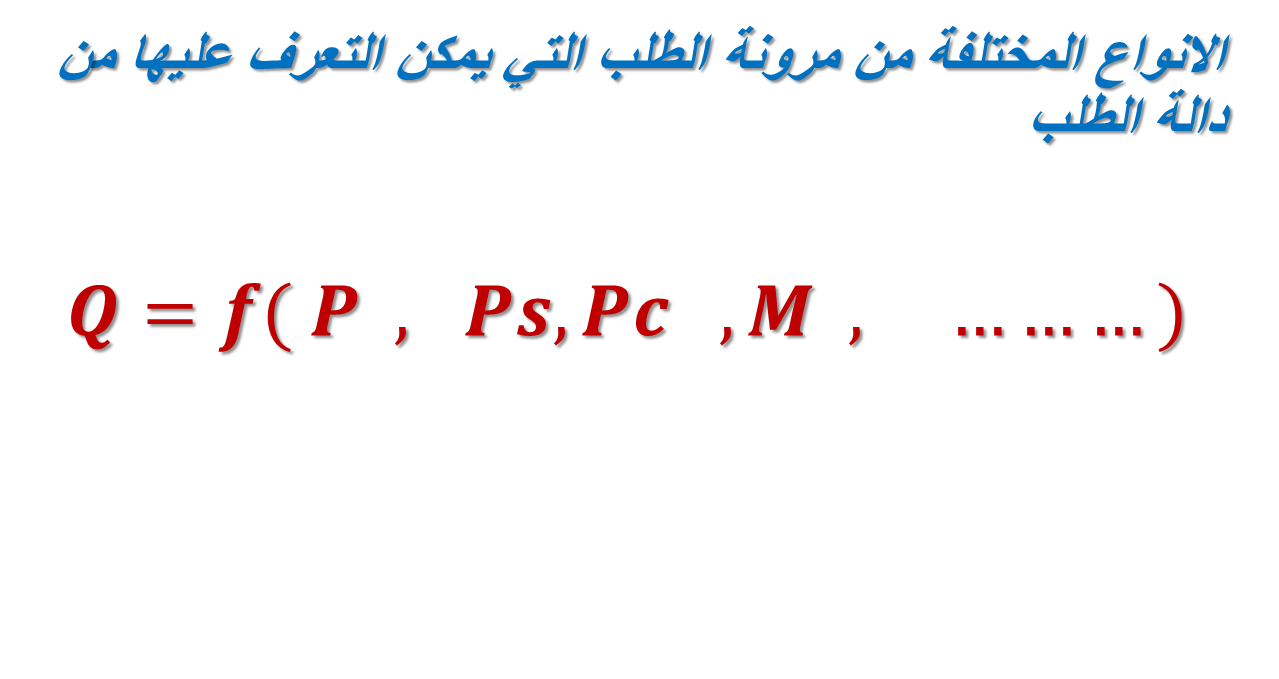 الانواع المختلفة من مرونة الطلب التي يمكن التعرف عليها من
دالة الطلب
Q = f( P , Ps, Pc , M , ... ... ... )